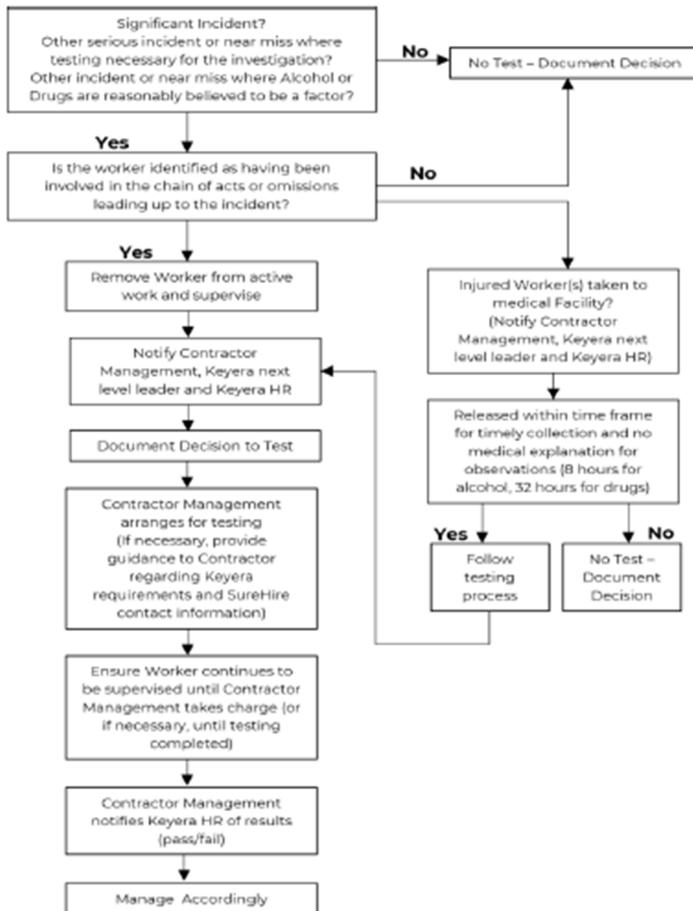 Significant Incident?
Other serious incident or near miss where
testing necessary for the investigation?
Other incident or near miss where Alcohol or
Drugs are reasonably believed to be a factor?
No
No Test – Document Decision
Yes
Is the worker identified as having been
involved in the chain of acts or omissions
leading up to the incident?
No
Yes
Remove Worker from active
work and supervise
Injured Worker(s) taken to
medical Facility?
(Notify Contractor
Management, Keyera next
level leader and Keyera HR)
Notify Contractor
Management, Keyera next
level leader and Keyera HR
Released within time frame
for timely collection and no
medical explanation for
observations (8 hours for
alcohol, 32 hours for drugs)
Document Decision to Test
Contractor Management
arranges for testing
(If necessary, provide
guidance to Contractor
regarding Keyera
requirements and SureHire
contact information)
Yes
No
Follow
testing
process
No Test –
Document
Decision
Ensure Worker continues to
be supervised until Contractor
Management takes charge (or
if necessary, until testing
completed)
Contractor Management
notifies Keyera HR of results
(pass/fail)
Manage Accordingly